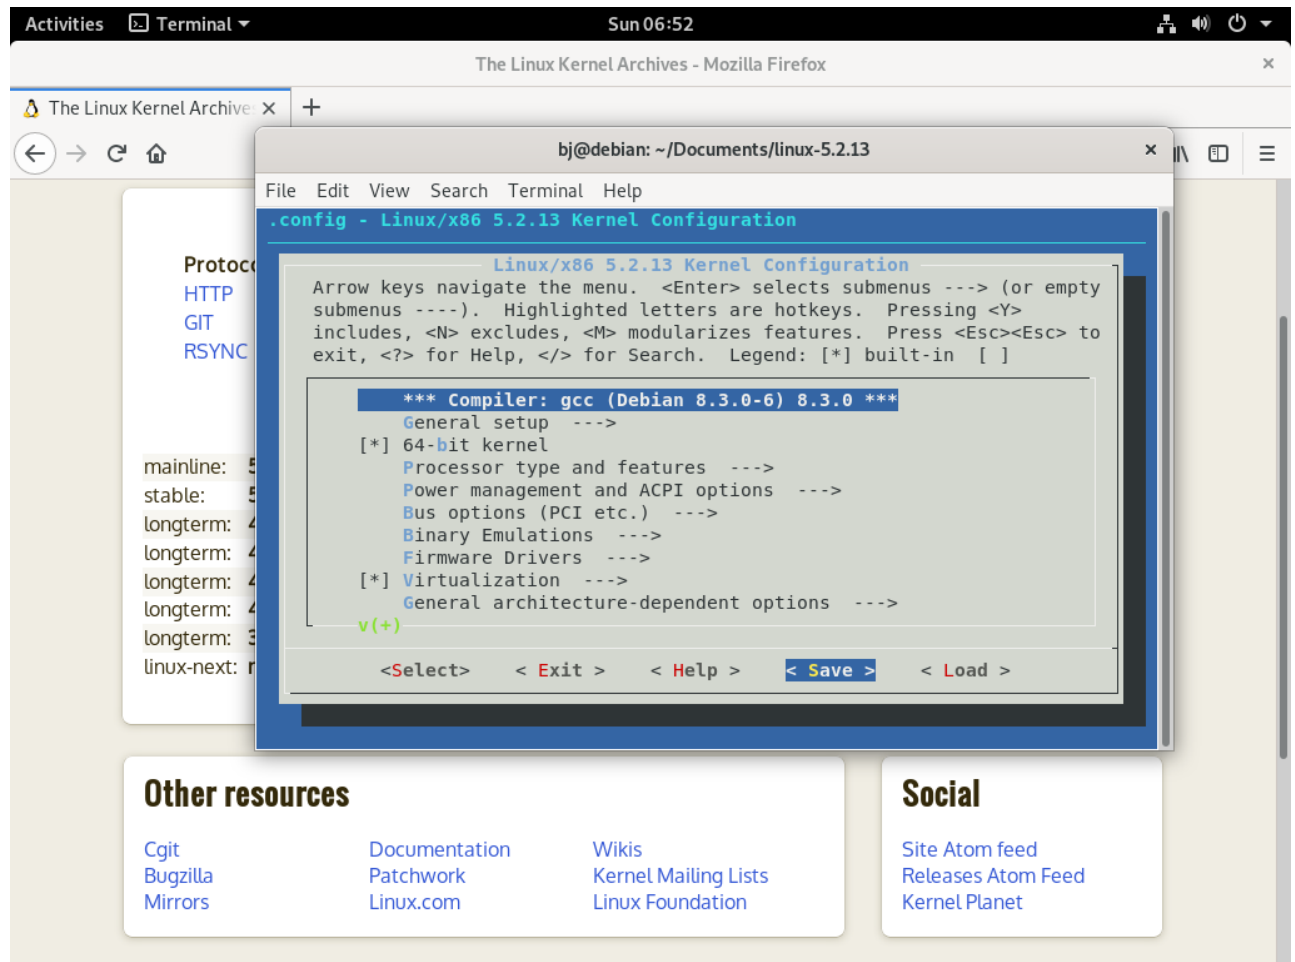 Activities Terminal Sun 06:52
The Linux Kernel Archives - Mozilla Firefox
The Linux Kernel Archive
bj@debian: ~/Documents/linux-5.2.13
File Edit View Search Terminal Help
.config - Linux/x86 5.2.13 Kernel Configuration
Linux/x86 5.2.13 Kernel Configuration
Arrow keys navigate the menu. <Enter> selects submenus ---> (or empty
submenus ----). Highlighted letters are hotkeys. Pressing <Y>
includes, <N> excludes, <M> modularizes features. Press <Esc><Esc> to
exit, <?> for Help, </> for Search. Legend: [*] built-in [ ]
*** Compiler: gcc (Debian 8.3.0-6) 8.3.0 ***
General setup --->
[*] 64-bit kernel
Processor type and features --->
Power management and ACPI options --->
Bus options (PCI etc.) --->
Binary Emulations --->
Firmware Drivers --->
[*] Virtualization --->
General architecture-dependent options --->
v(+)
<Select> < Exit > < Help > < Save > < Load >
HTTP
GIT
RSYNC
mainline: 5
stable: 5
longterm: 4
longterm: 4
longterm: 4
longterm: 4
longterm: 3
linux-next:
Other resources
Cgit Documentation Wikis
Bugzilla Patchwork Kernel Mailing Lists
Mirrors Linux.com Linux Foundation
Social
Site Atom feed
Releases Atom Feed
Kernel Planet